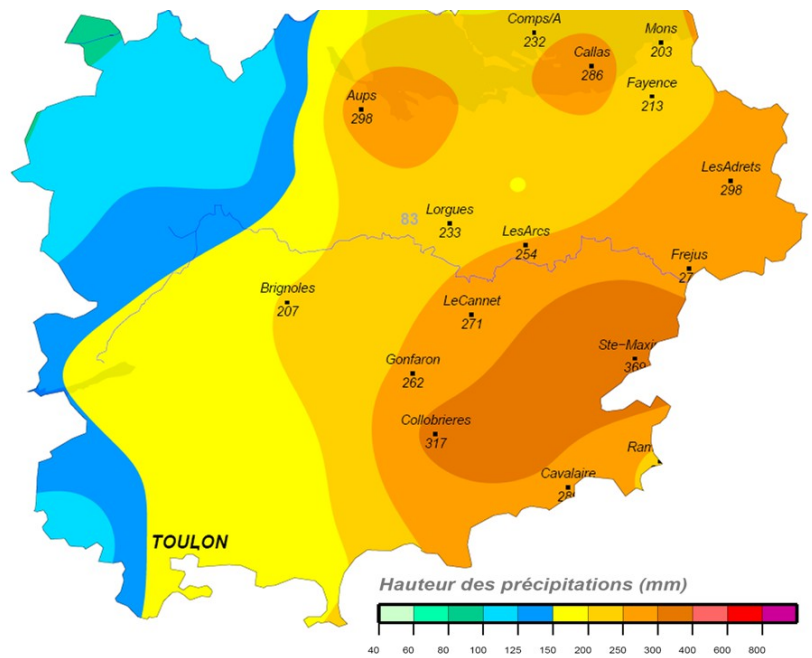 Comps/A
232
Mons
203
Callas
286
Fayence
213
Aups
298
LesAdrets
298
83
Lorgues
233
LesArcs
254
Frejus
Brignoles
207
LeCannet
271
Ste-Maxi
369
Gonfaron
262
Collobrieres
317
Ram
Cavalaire
TOULON
Hauteur des précipitations (mm)
40 60 80 100 125 150 200 250 300 400 600 800